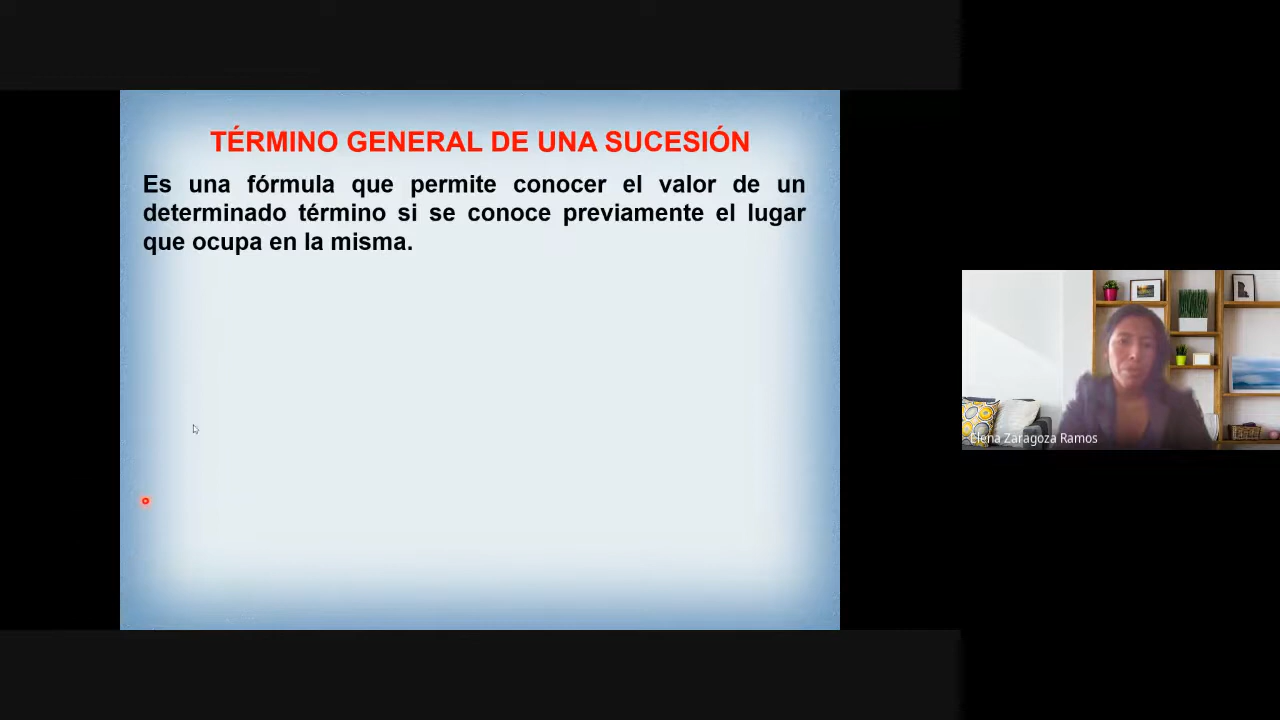 TÉRMINO GENERAL DE UNA SUCESIÓN
Es una fórmula que permite conocer el valor de un
determinado término si se conoce previamente el lugar
que ocupa en la misma.
Elena Zaragoza Ramos